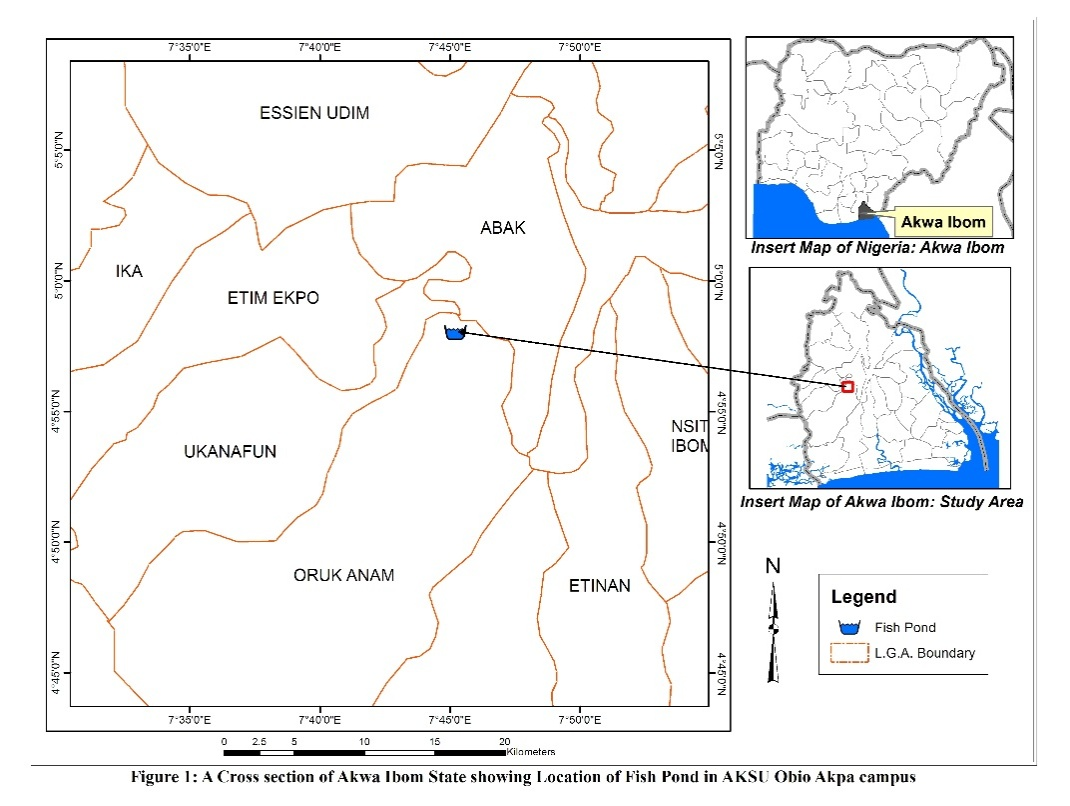 7°35'0"E 7°40'0"E 7°45'0"E 7°50'0"E
ESSIEN UDIM
5°5'0"N 5°5'0"N
ABAK
IKA
5°0'0"N 5°0'0"N
ETIM EKPO
4°55'0"N 4°55'0"N
NSIT
IBOM
UKANAFUN
4°50'0"N 4°50'0"N
ORUK ANAM
ETINAN
4°45'0"N 4°45'0"N
7°35'0"E 7°40'0"E 7°45'0"E 7°50'0"E
0 2.5 5 10 15 20
Kilometers
Akwa Ibom
Insert Map of Nigeria: Akwa Ibom
Insert Map of Akwa Ibom: Study Area
N
Legend
Fish Pond
L.G.A. Boundary
Figure 1: A Cross section of Akwa Ibom State showing Location of Fish Pond in AKSU Obio Akpa campus